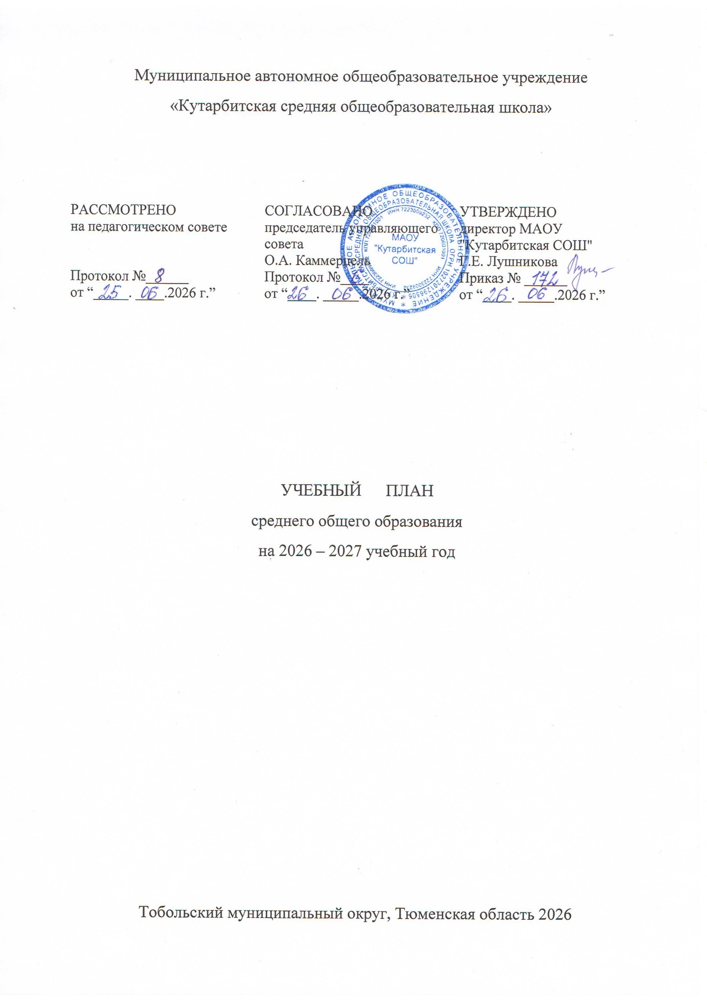 Муниципальное автономное общеобразовательное учреждение
«Кутарбитская средняя общеобразовательная школа»
РАССМОТРЕНО
на педагогическом совете
Протокол № 8
от “25. 06.2026 г.”
СОГЛАСОВАНО
председатель управляющего
совета
О.А. Каммерцель
Протокол №
от “26. 06.2026 г.”
МАОУ
"Кутарбитская
СОШ"
УТВЕРЖДЕНО
директор МАОУ
"Кутарбитская СОШ"
Г.Е. Лушникова
Приказ № 172
от “26. 06.2026 г.”
УЧЕБНЫЙ ПЛАН
среднего общего образования
на 2026 – 2027 учебный год
Тобольский муниципальный округ, Тюменская область 2026